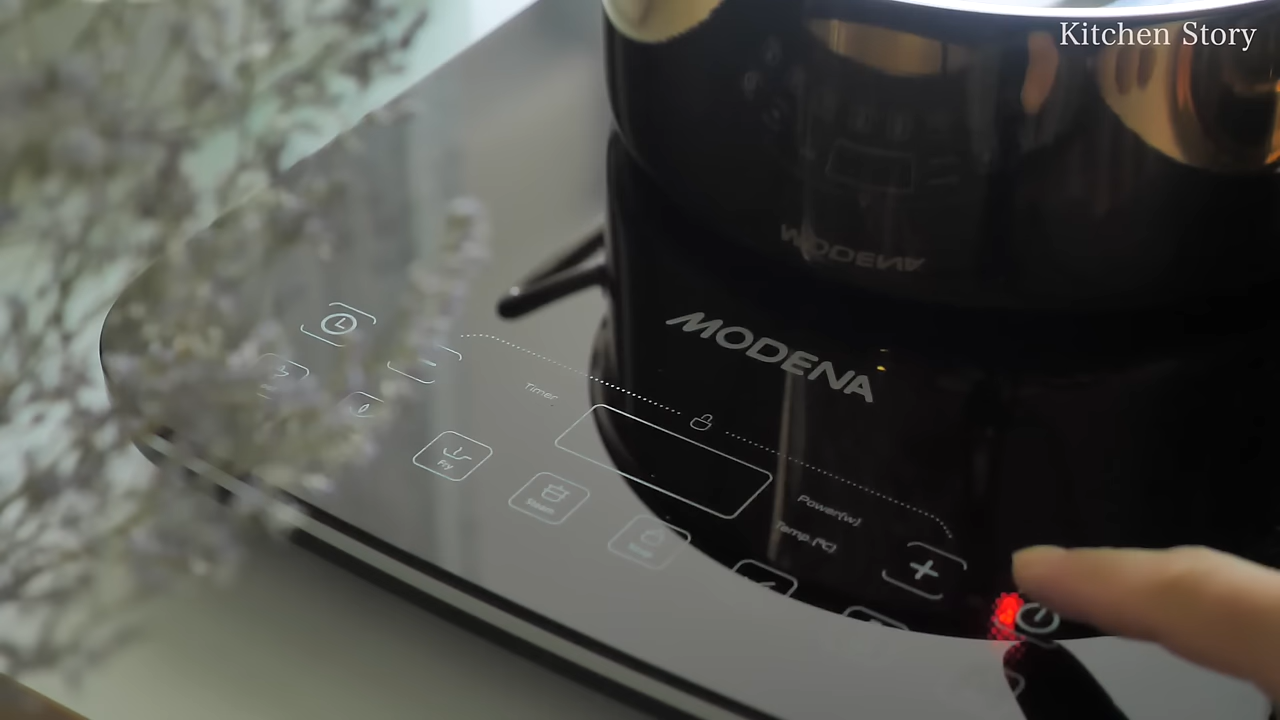 Kitchen Story
MODENA
MODENA
Timer
Power(w)
Temp.(°C)
Fry
Steam